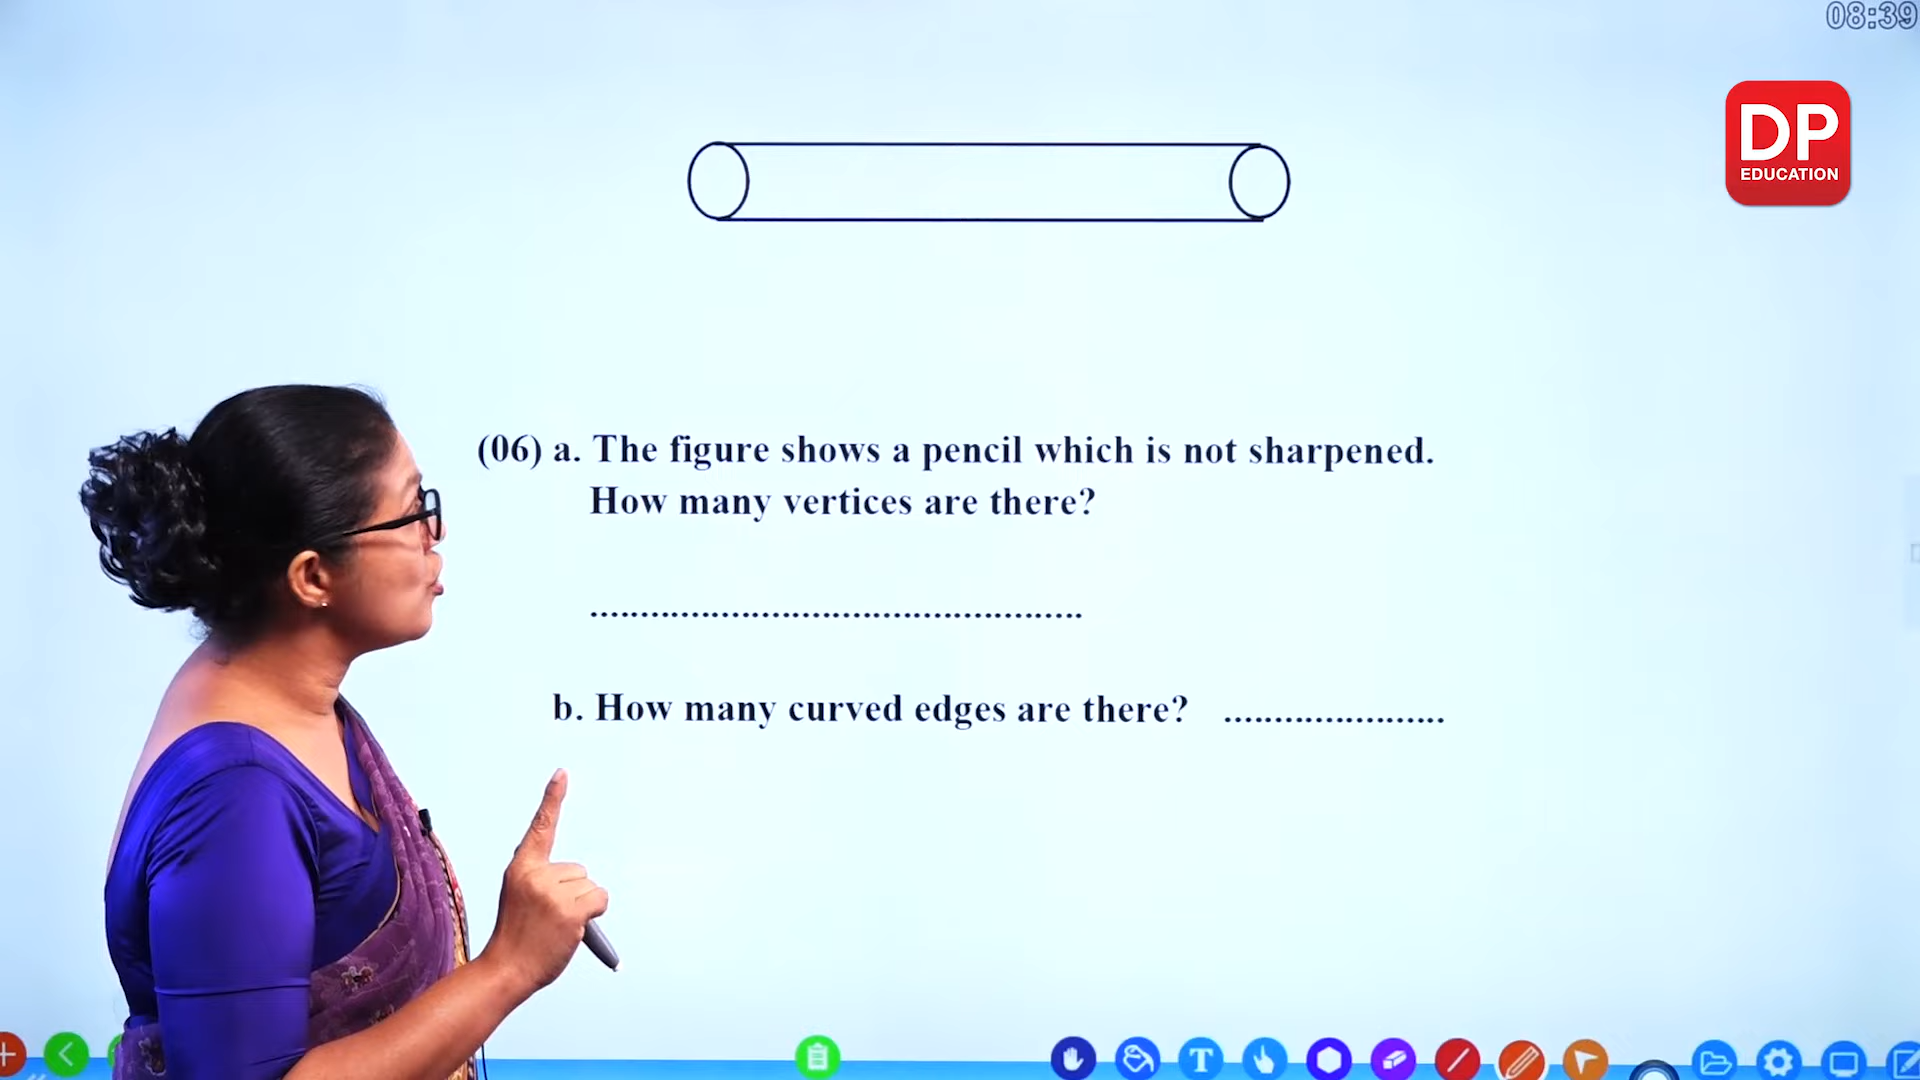 08:39
DP
EDUCATION
(06) a. The figure shows a pencil which is not sharpened.
How many vertices are there?
................................................
b. How many curved edges are there? ......................
T